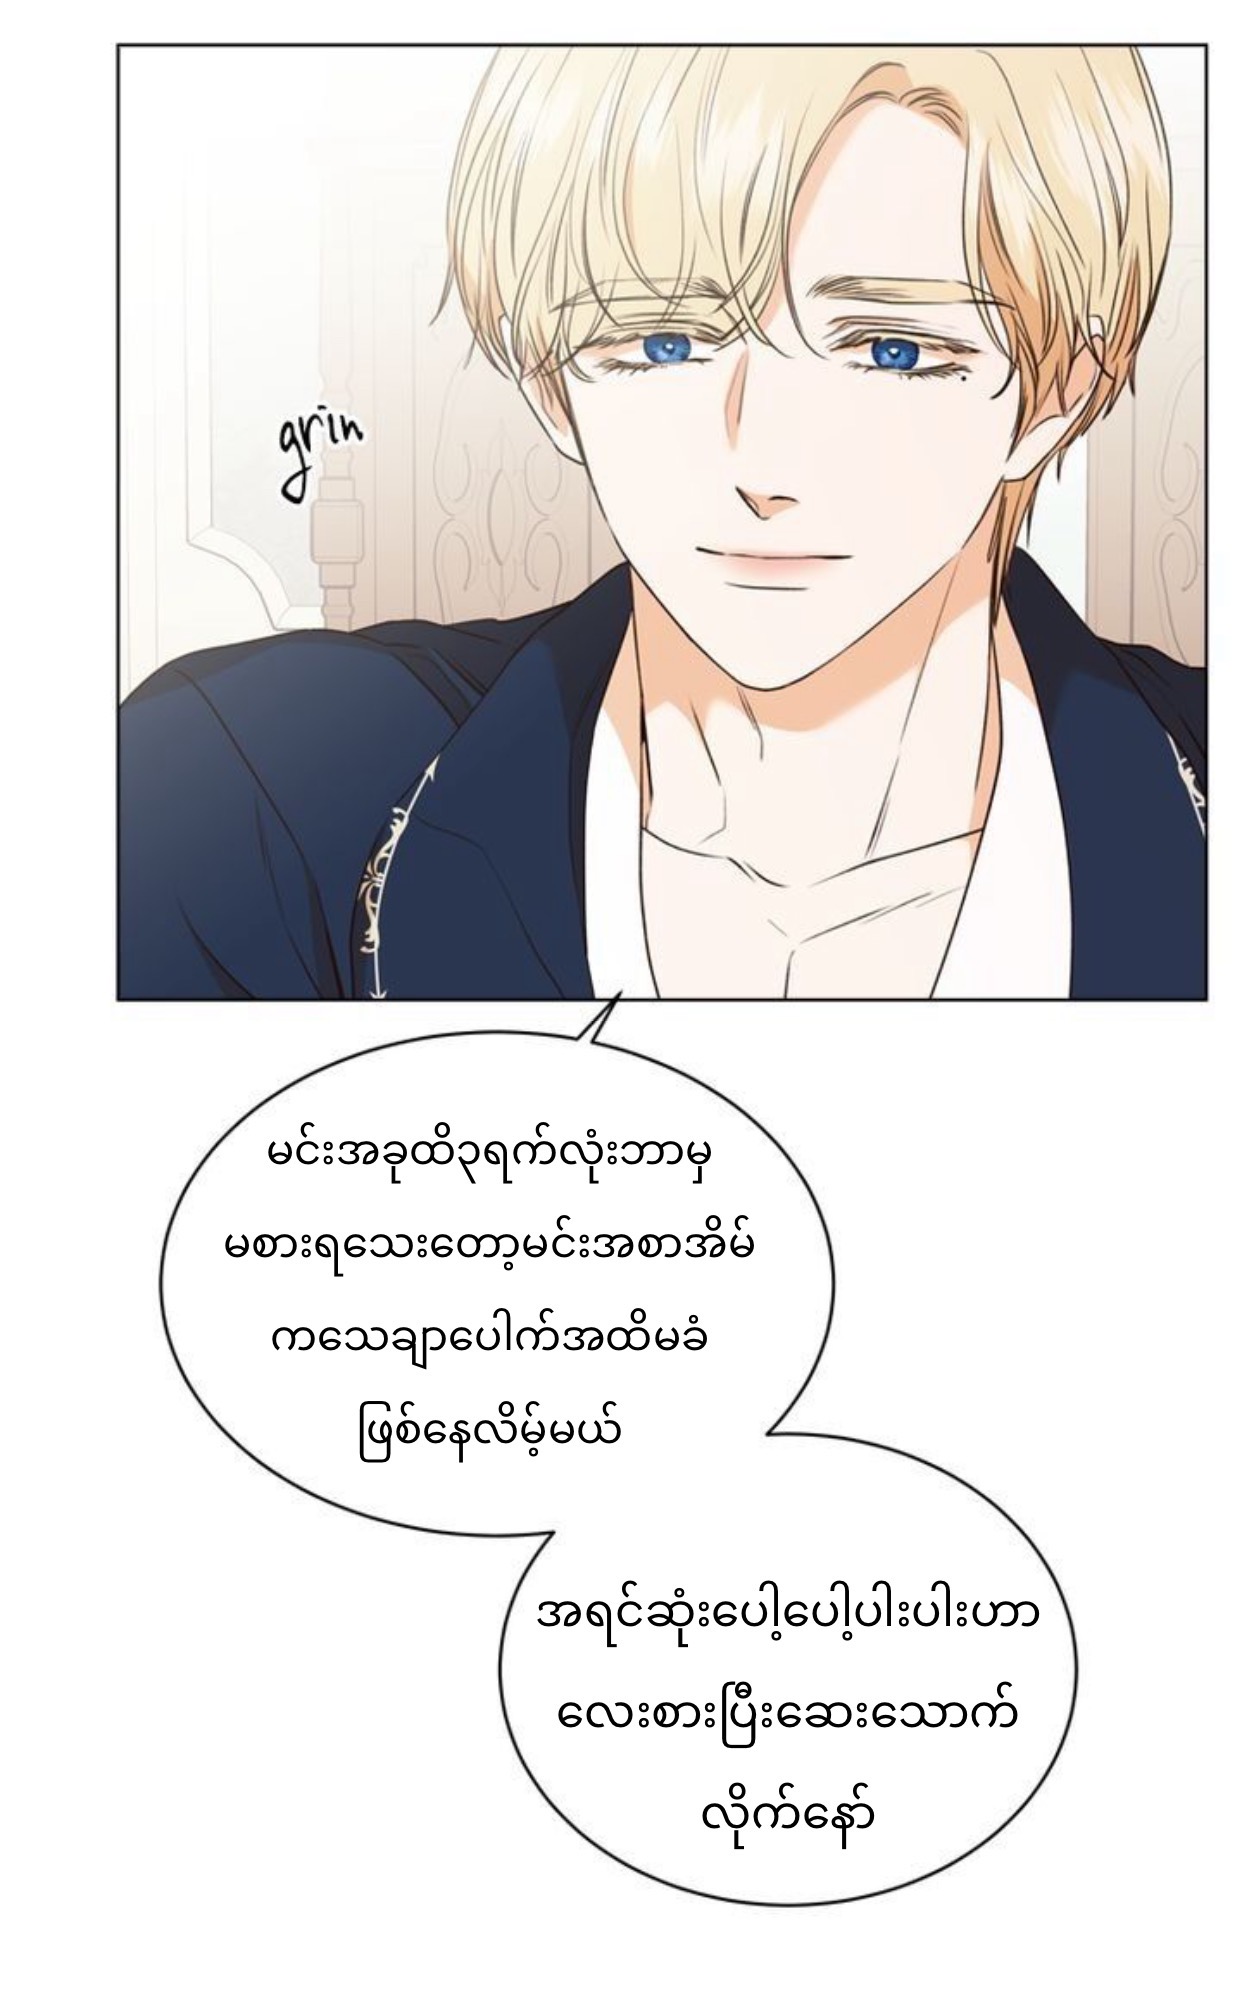 grin
မင်းအခုထိ၃ရက်လုံးဘာမှ
မစားရသေးတော့မင်းအစာအိမ်
ကသေချာပေါက်အထိမခံ
ဖြစ်နေလိမ့်မယ်
အရင်ဆုံးပေါ့ပေါ့ပါးပါးဟာ
လေးစားပြီးဆေးသောက်
လိုက်နော်